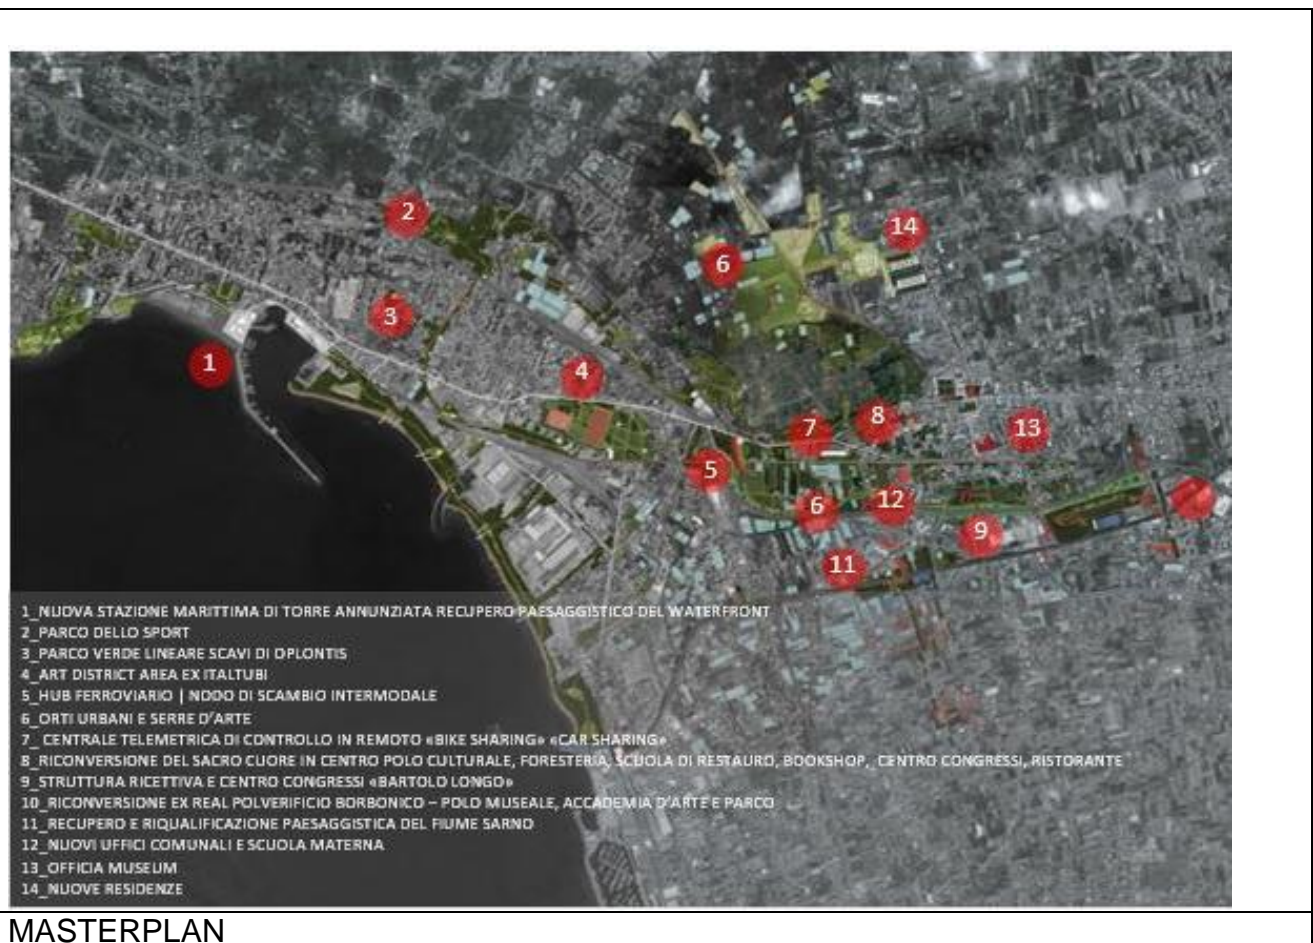 2
14
6
3
1
4
8
7
13
5
12
6
9
11
1_NUOVA STAZIONE MARITTIMA DI TORRE ANNUNZIATA RECUPERO PAESAGGISTICO DEL WATERFRONT
2_PARCO DELLO SPORT
3_PARCO VERDE LINEARE SCAVI DI OPLONTIS
4_ART DISTRICT AREA EX ITALTUBI
5_HUB FERROVIARIO | NODO DI SCAMBIO INTERMODALE
6_ORTI URBANI E SERRE D'ARTE
7_ CENTRALE TELEMETRICA DI CONTROLLO IN REMOTO «BIKE SHARING» «CAR SHARING»
8_RICONVERSIONE DEL SACRO CUORE IN CENTRO POLO CULTURALE, FORESTERIA, SCUOLA DI RESTAURO, BOOKSHOP, CENTRO CONGRESSI, RISTORANTE
9_STRUTTURA RICETTIVA E CENTRO CONGRESSI «BARTOLO LONGO»
10_RICONVERSIONE EX REAL POLVERIFICIO BORBONICO – POLO MUSEALE, ACCADEMIA D'ARTE E PARCO
11_RECUPERO E RIQUALIFICAZIONE PAESAGGISTICA DEL FIUME SARNO
12_NUOVI UFFICI COMUNALI E SCUOLA MATERNA
13_OFFICIA MUSEUM
14_NUOVE RESIDENZE
MASTERPLAN